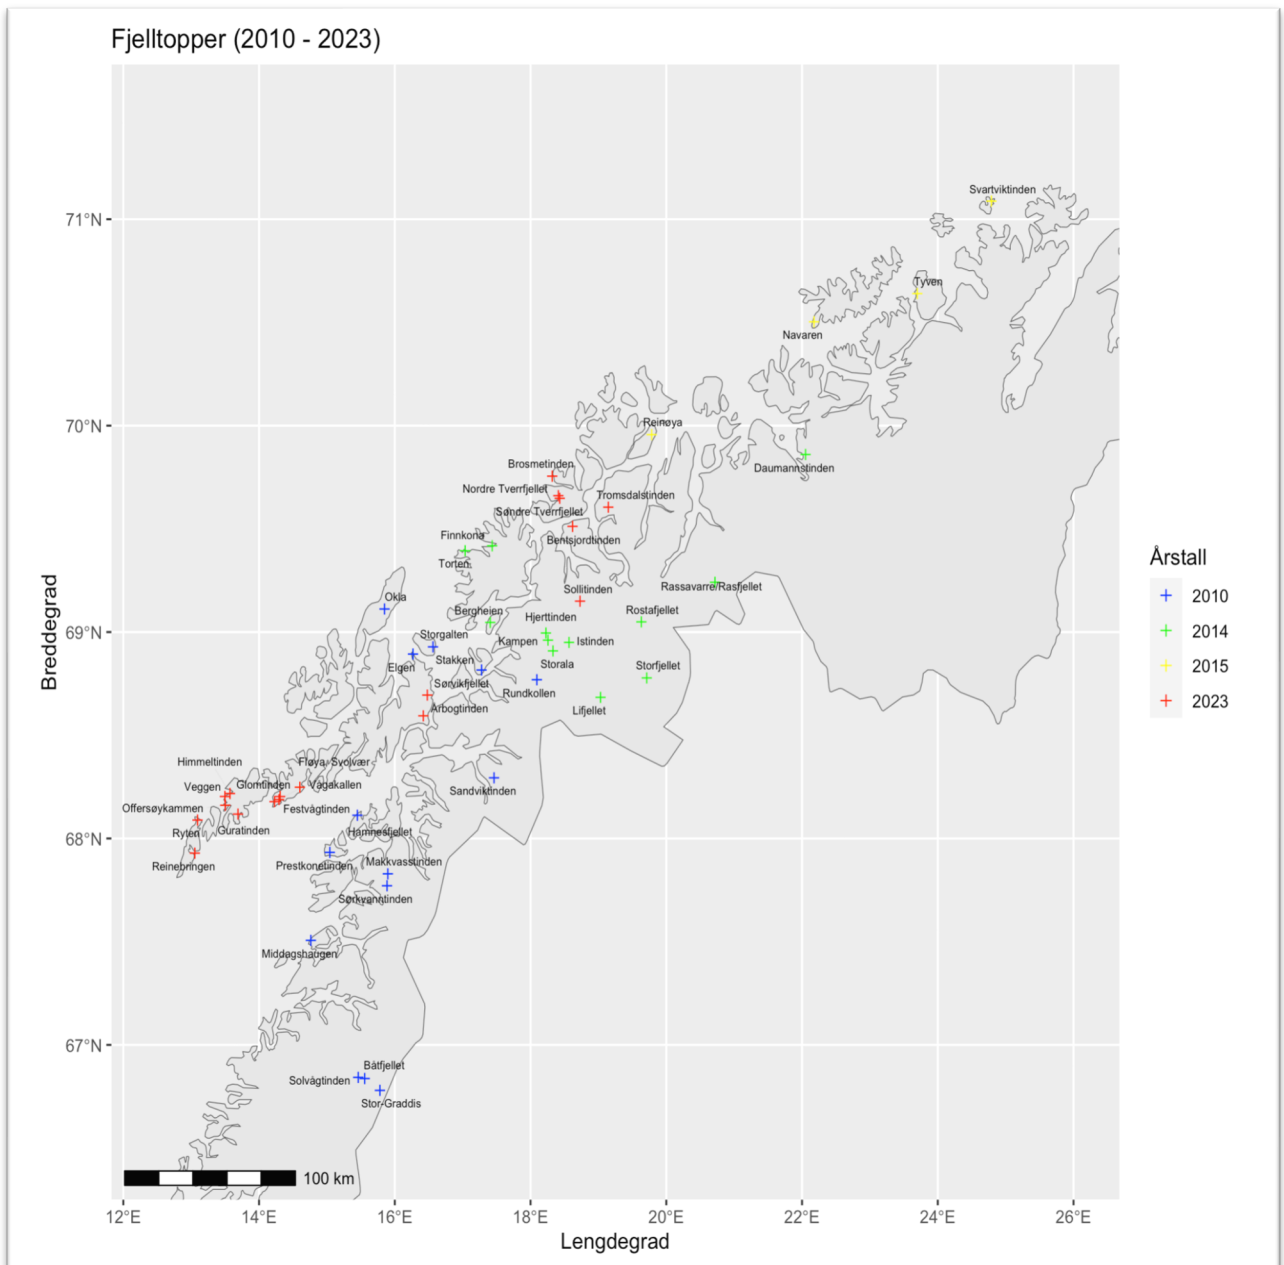 Fjelltopper (2010 - 2023)
Svartviktinden
71°N
Tyven
Navaren
70°N
Reinøya
Brosmetinden
Daumannstinden
Nordre Tverrfjellet
Tromsdalstinden
Søndre Tverrfjellet
Finnkona
Bentsjordtinden
Torten
Årstall
Sollitinden
Rassavarre/Rasfjellet
2010
Okla
Bergheien
Hjerttinden
Rostafjellet
2014
69°N
Storgalten
Kampen
Istinden
Stakken
Storala
Storfjellet
2015
Elgen
Sørvikfjellet
Rundkollen
Breddegrad
2023
Årbogtinden
Lifjellet
Himmeltinden
Fløya, Svolvær
Veggen
Glomtinden
Vågakallen
Sandviktinden
Offersøykammen
Festvågtinden
68°N
Ryten
Guratinden
Hamnesfjellet
Reinebringen
Prestkonetinden
Makkvasstinden
Sørkvanntinden
Middagshaugen
67°N
Båtfjellet
Solvågtinden
Stor-Graddis
100 km
12°E
14°E
16°E
18°E
20°E
22°E
24°E
26°E
Lengdegrad